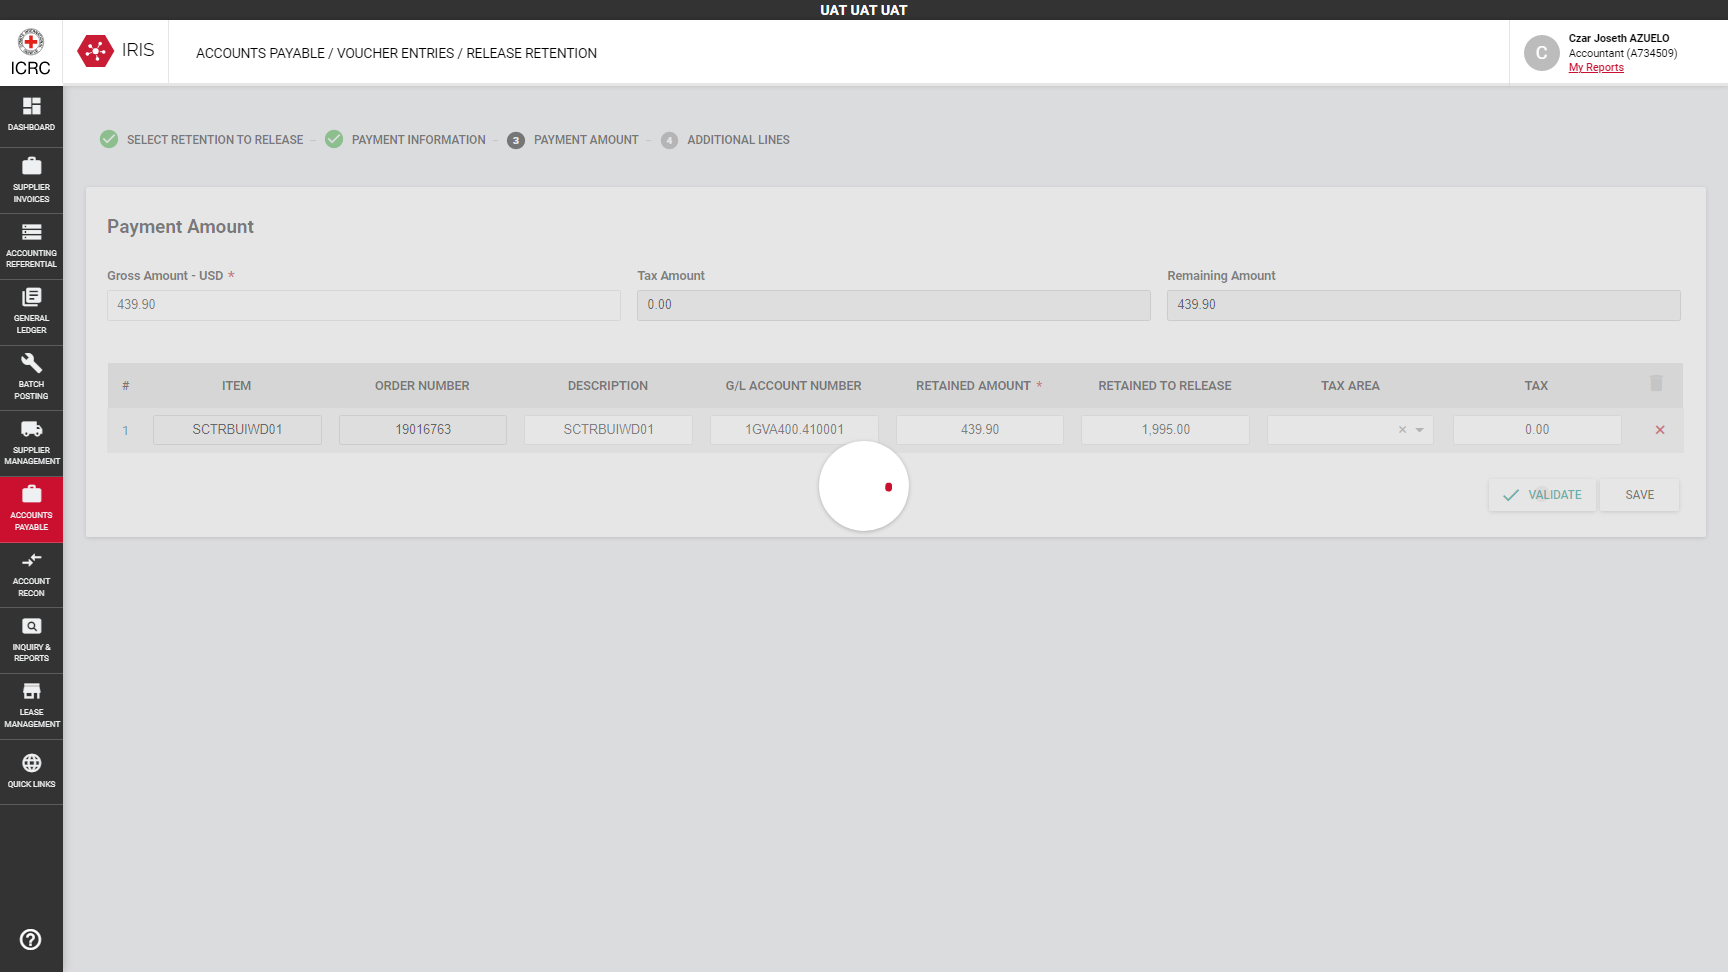 UAT UAT UAT
ICRC
IRIS
ACCOUNTS PAYABLE / VOUCHER ENTRIES / RELEASE RETENTION
C
Czar Joseth AZUELO
Accountant (A734509)
My Reports
DASHBOARD
SUPPLIER
INVOICES
ACCOUNTING
REFERENTIAL
GENERAL
LEDGER
BATCH
POSTING
SUPPLIER
MANAGEMENT
ACCOUNTS
PAYABLE
ACCOUNT
RECON
INQUIRY &
REPORTS
LEASE
MANAGEMENT
QUICK LINKS
SELECT RETENTION TO RELEASE
PAYMENT INFORMATION
3 PAYMENT AMOUNT
4 ADDITIONAL LINES
Payment Amount
Gross Amount - USD * Tax Amount Remaining Amount
439.90 0.00 439.90
# ITEM ORDER NUMBER DESCRIPTION G/L ACCOUNT NUMBER RETAINED AMOUNT * RETAINED TO RELEASE TAX AREA TAX
1 SCTRBUIWD01 19016763 SCTRBUIWD01 1GVA400.410001 439.90 1,995.00 0.00
VALIDATE SAVE